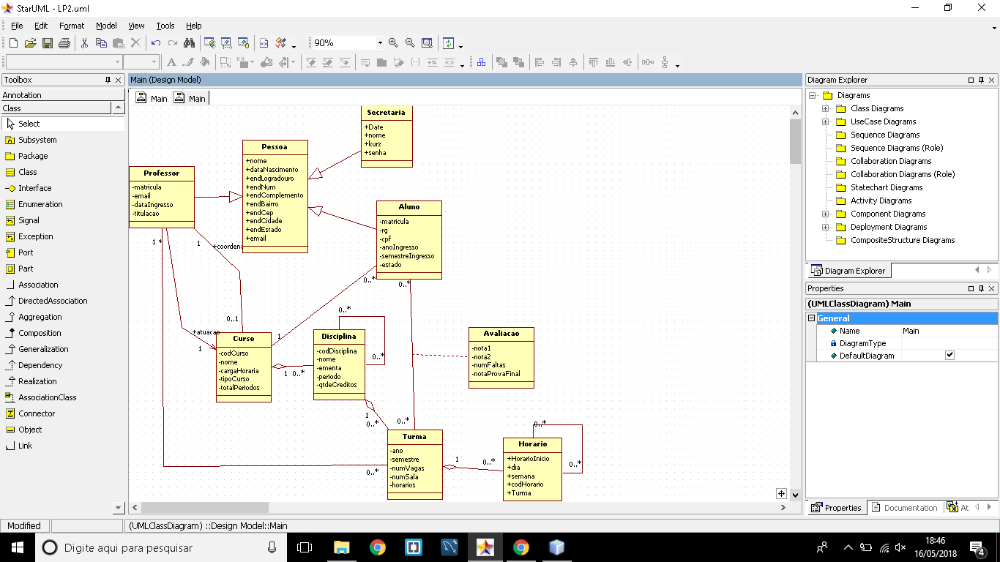 StarUML - LP2.uml
File Edit Format Model View Tools Help
90%
Toolbox
Annotation
Class
Select
Subsystem
Package
Class
Interface
Enumeration
Signal
Exception
Port
Part
Association
DirectedAssociation
Aggregation
Composition
Generalization
Dependency
Realization
AssociationClass
Connector
Object
Link
Main (Design Model)
Main Main
Secretaria
+Date
+nome
+kurz
+senha
Pessoa
+nome
+dataNascimento
+endLogradouro
+endNum
+endComplemento
+endBairro
+endCep
+endCidade
+endEstado
+email
Professor
-matricula
-email
-dataIngresso
-titulacao
Aluno
-matricula
-rg
-cpf
-anoIngresso
-semestreIngresso
-estado
1 *
1
+coordena
0..*
0..*
0..1
1
0..*
0..*
+atuacao
1
Curso
-codCurso
-nome
-cargaHoraria
-tipoCurso
-totalPeriodos
1 0..*
Disciplina
-codDisciplina
-nome
-ementa
-periodo
-qtdeCreditos
Avaliacao
-nota1
-nota2
-numFaltas
-notaProvaFinal
1
0..*
0..*
0..*
Turma
-ano
-semestre
-numVagas
-numSala
-horarios
1
0..*
0..*
0..*
Horario
+HorarioInicio
+dia
+semana
+codHorario
+Turma
Diagram Explorer
Diagrams
Class Diagrams
UseCase Diagrams
Sequence Diagrams
Sequence Diagrams (Role)
Collaboration Diagrams
Collaboration Diagrams (Role)
Statechart Diagrams
Activity Diagrams
Component Diagrams
Deployment Diagrams
CompositeStructure Diagrams
Diagram Explorer
Properties
(UMLClassDiagram) Main
General
Name Main
DiagramType
DefaultDiagram
Properties Documentation At
Modified
(UMLClassDiagram) ::Design Model::Main
Digite aqui para pesquisar
18:46
16/05/2018
4